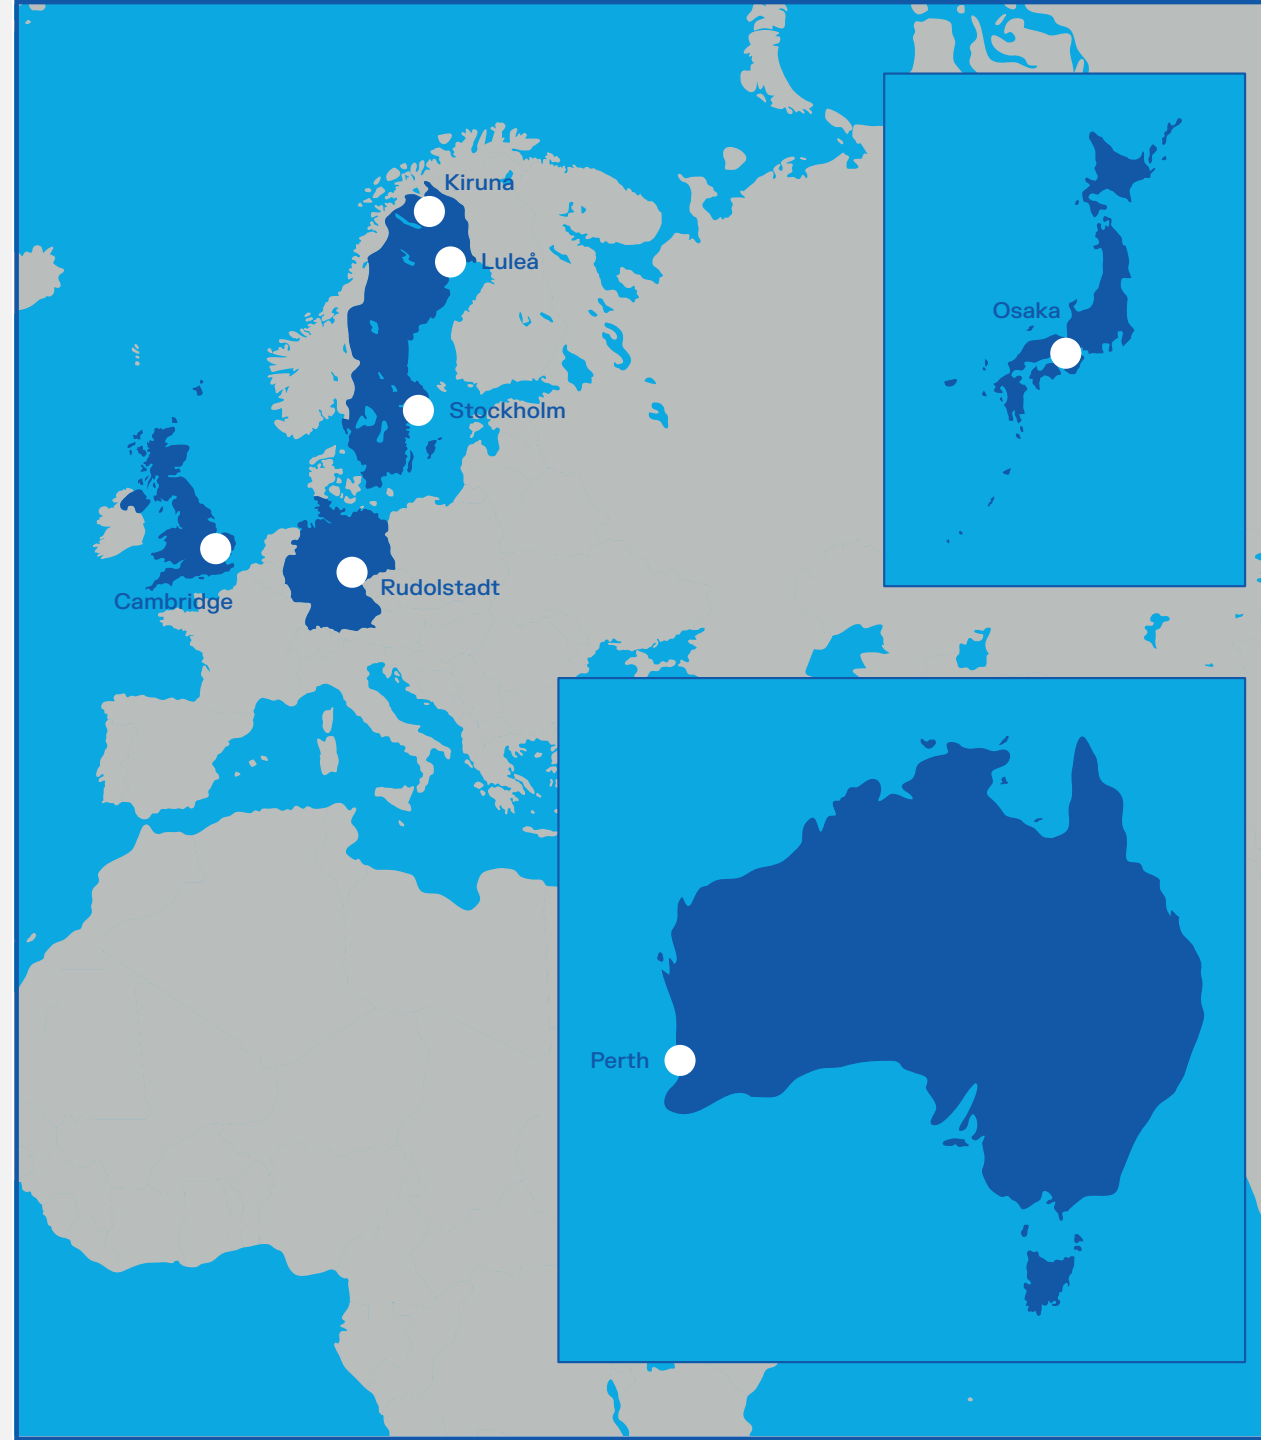 Kiruna
Luleå
Osaka
Stockholm
Rudolstadt
Cambridge
Perth